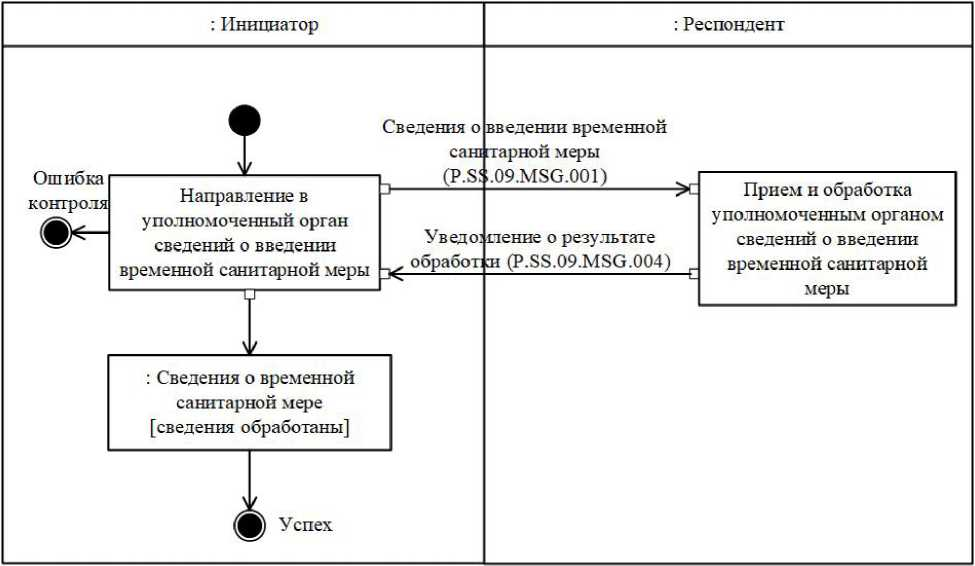 : Инициатор
: Респондент
Сведения о введении временной
санитарной меры
(P.SS.09.MSG.001)
Ошибка
контроля
Направление в
уполномоченный орган
сведений о введении
временной санитарной меры
Прием и обработка
уполномоченным органом
сведений о введении
временной санитарной
меры
Уведомление о результате
обработки (P.SS.09.MSG.004)
: Сведения о временной
санитарной мере
[сведения обработаны]
Успех